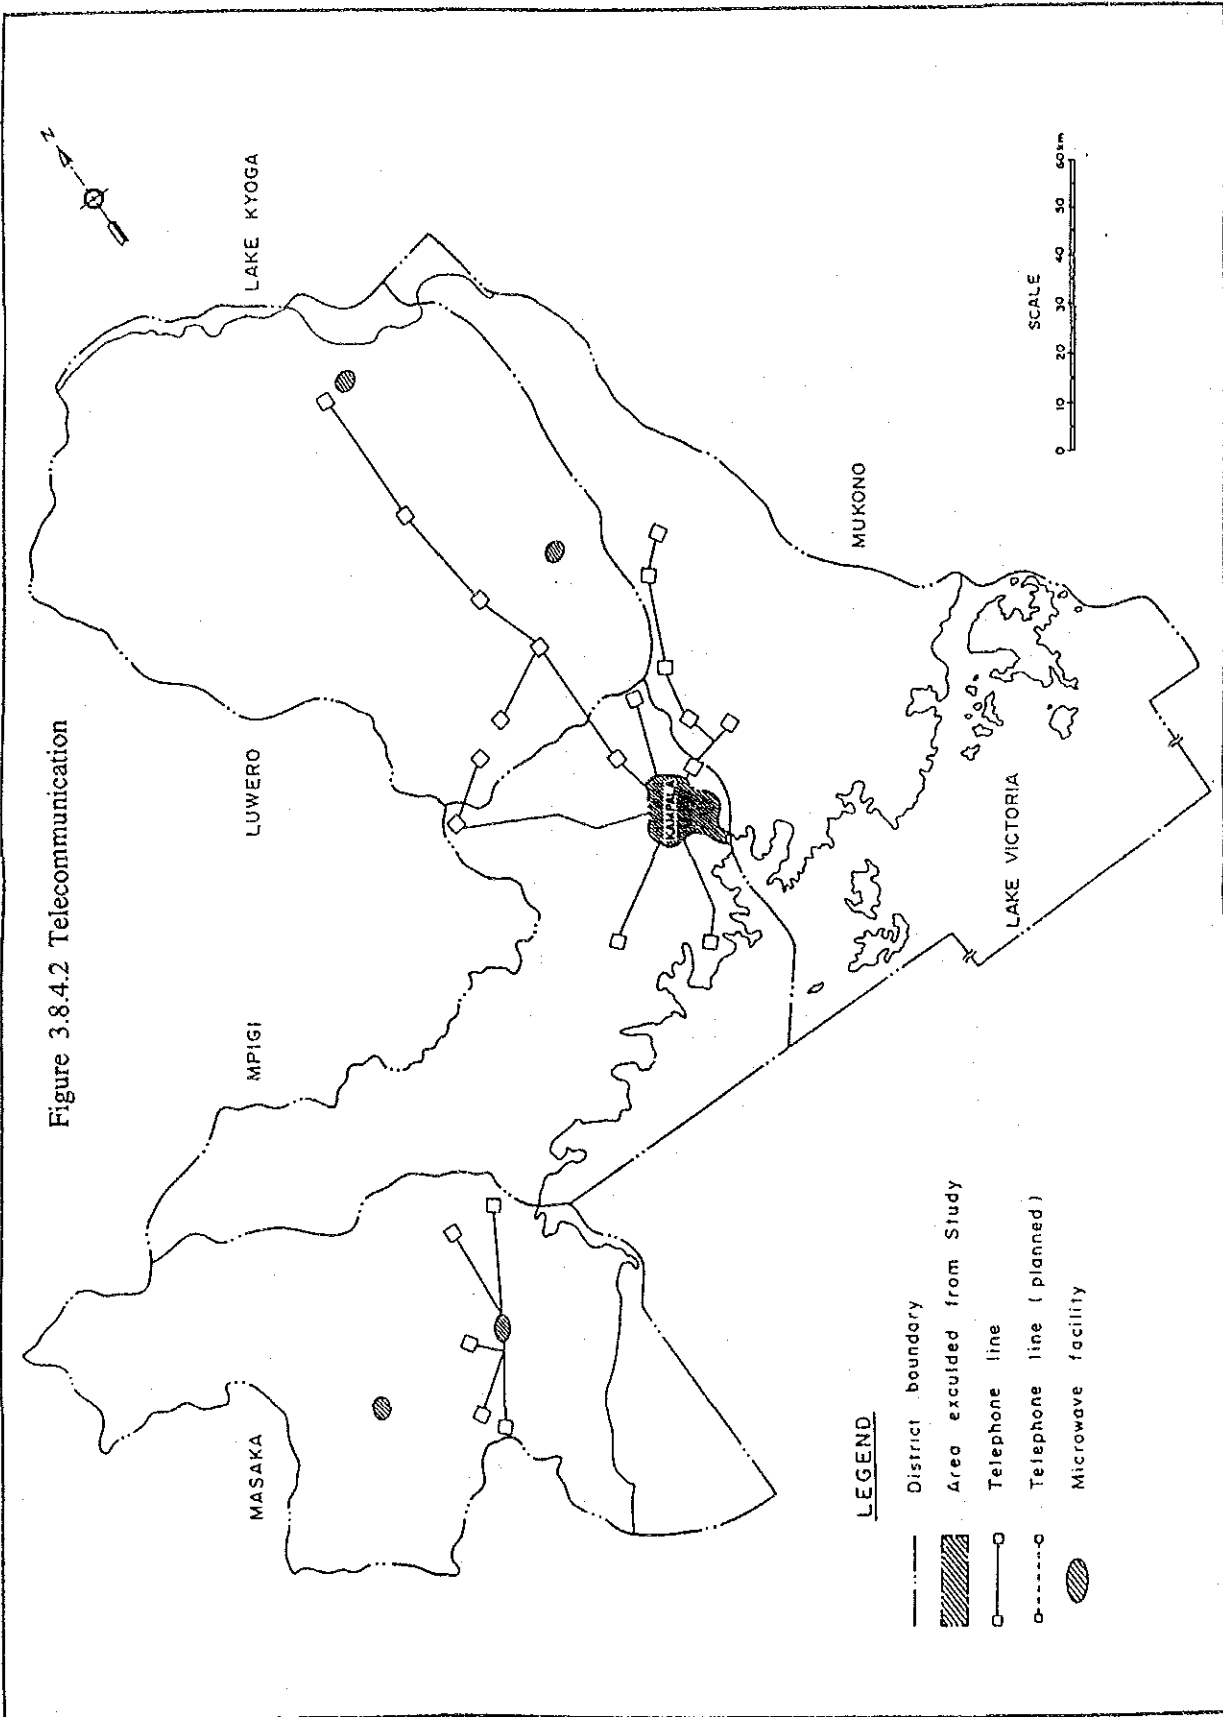 Figure 3.8.4.2 Telecommunication
N
LAKE KYOGA
LUWERO
MPIGI
MASAKA
KAMPALA
MUKONO
LAKE VICTORIA
SCALE
0 10 20 30 40 50 60km
LEGEND
District boundary
Area exculded from Study
Telephone line
Telephone line (planned)
Microwave facility